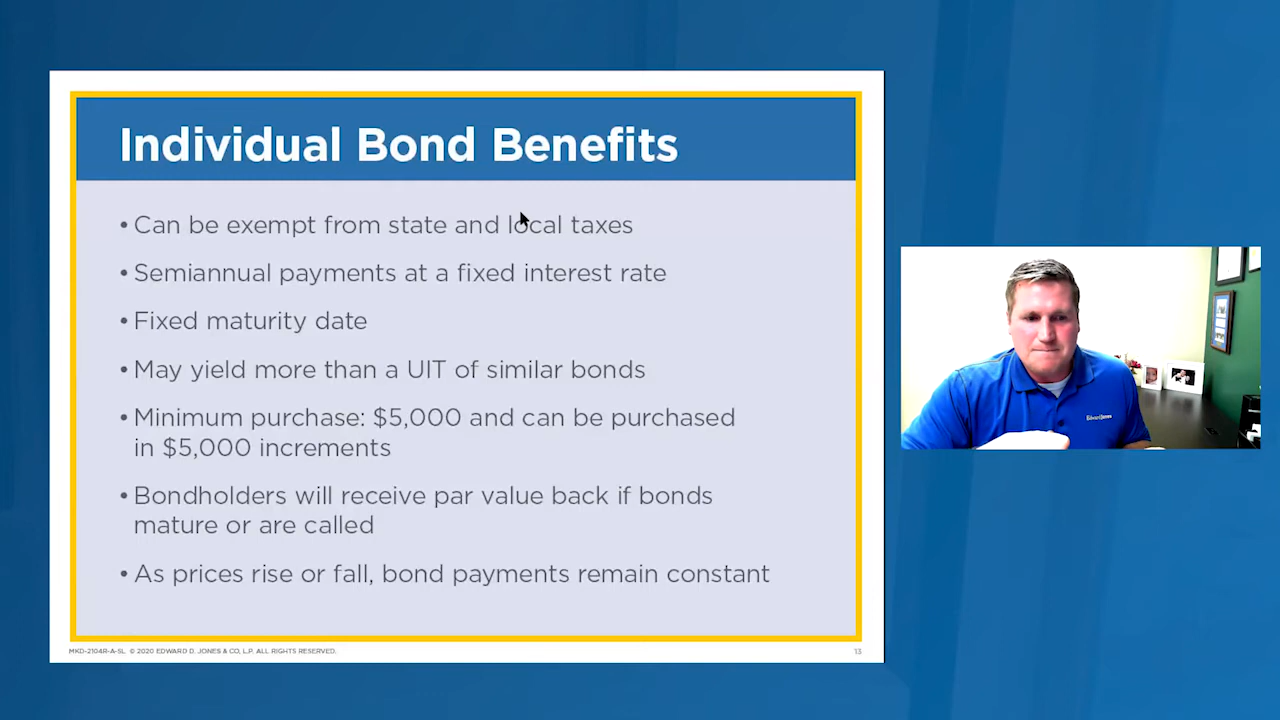 Individual Bond Benefits
• Can be exempt from state and local taxes
• Semiannual payments at a fixed interest rate
• Fixed maturity date
• May yield more than a UIT of similar bonds
• Minimum purchase: $5,000 and can be purchased
in $5,000 increments
• Bondholders will receive par value back if bonds
mature or are called
• As prices rise or fall, bond payments remain constant
MKD-2104R-A-SL © 2020 EDWARD D. JONES & CO, L.P. ALL RIGHTS RESERVED.
13
Edward Jones